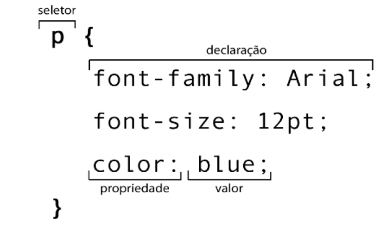 seletor
p {
declaração
font-family: Arial;
font-size: 12pt;
color: blue;
propriedade valor
}